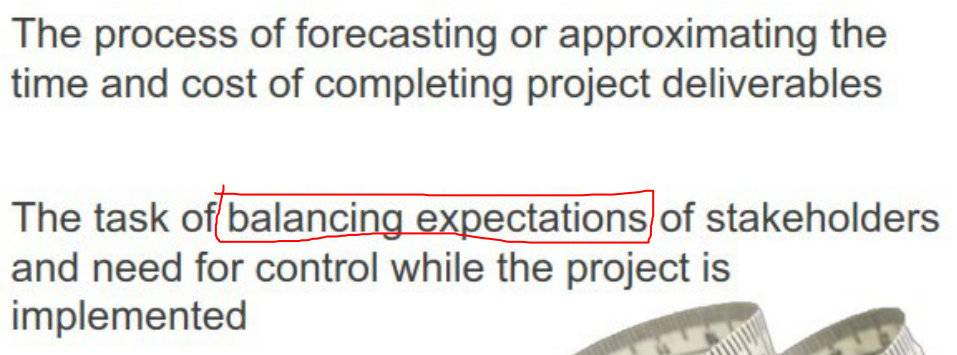 The process of forecasting or approximating the
time and cost of completing project deliverables
The task of balancing expectations of stakeholders
and need for control while the project is
implemented